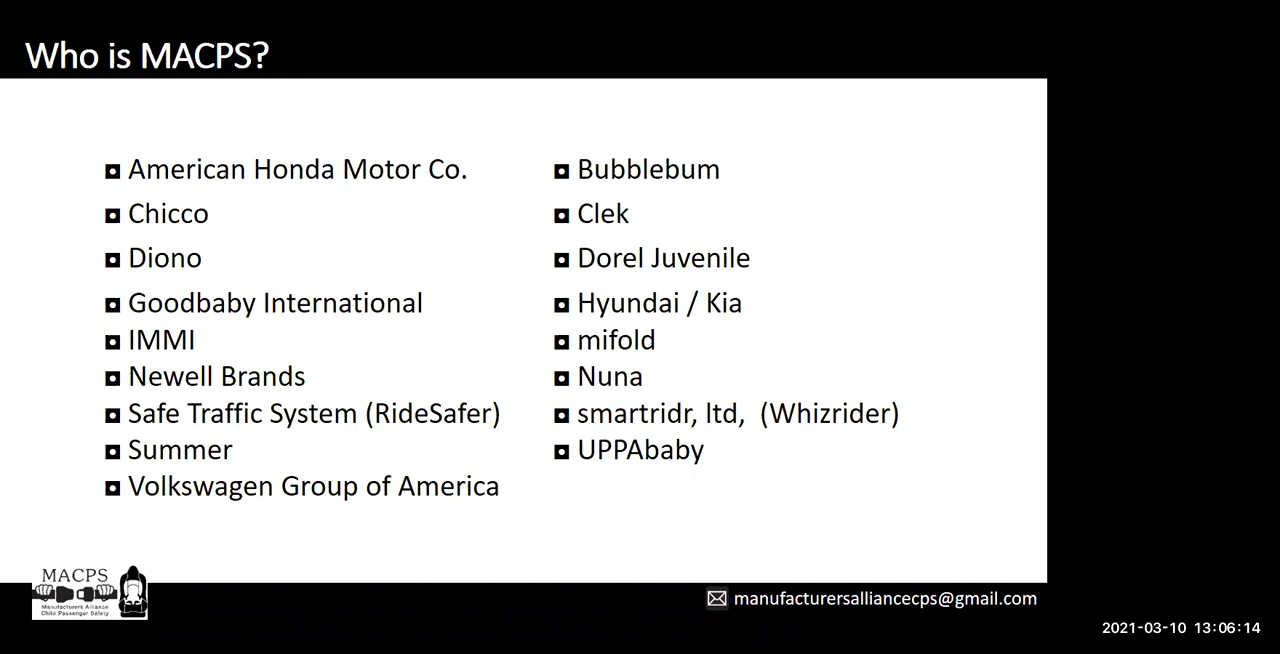 Who is MACPS?
American Honda Motor Co.
Chicco
Diono
Goodbaby International
IMMI
Newell Brands
Safe Traffic System (RideSafer)
Summer
Volkswagen Group of America
Bubblebum
Clek
Dorel Juvenile
Hyundai / Kia
mifold
Nuna
smartridr, ltd, (Whizrider)
UPPAbaby
MACPS
Manufacturers Alliance
Child Passenger Safety
manufacturersalliancecps@gmail.com
2021-03-10 13:06:14